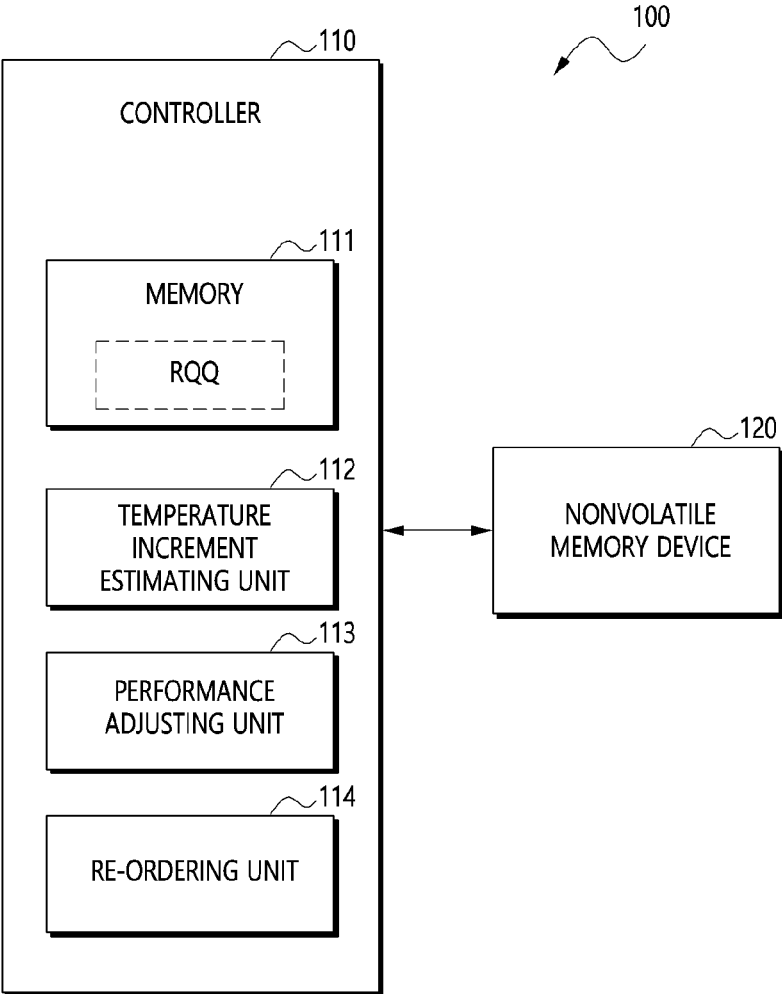 100
110
CONTROLLER
111
MEMORY
RQQ
112
TEMPERATURE
INCREMENT
ESTIMATING UNIT
113
PERFORMANCE
ADJUSTING UNIT
114
RE-ORDERING UNIT
120
NONVOLATILE
MEMORY DEVICE